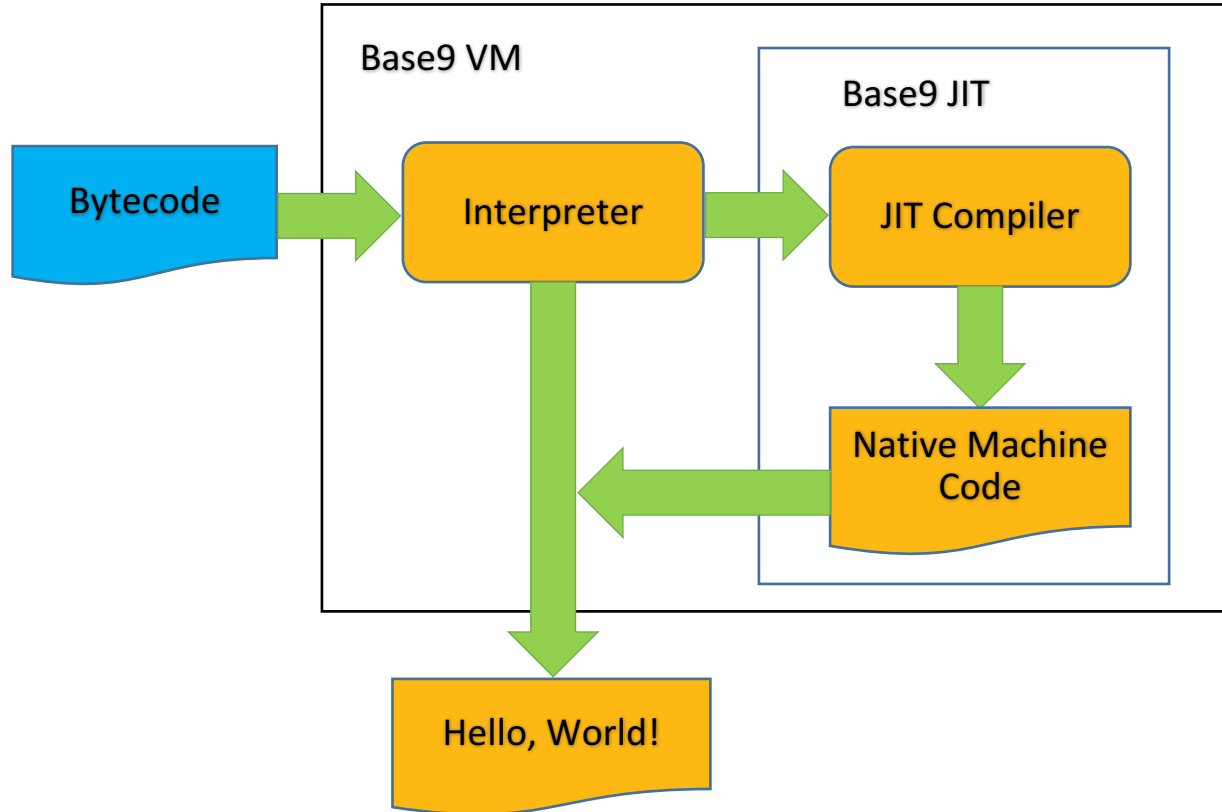 Base9 VM
Base9 JIT
Bytecode
Interpreter
JIT Compiler
Native Machine
Code
Hello, World!